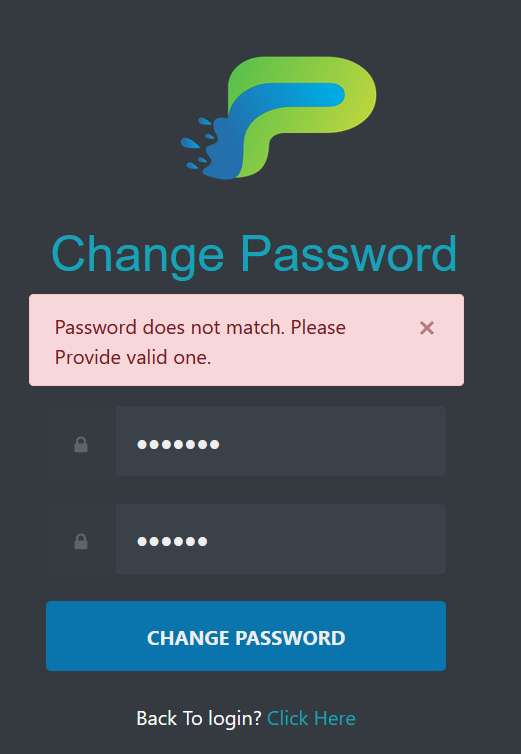 Change Password
Password does not match. Please
Provide valid one.
×
•••••••
••••••
CHANGE PASSWORD
Back To login? Click Here